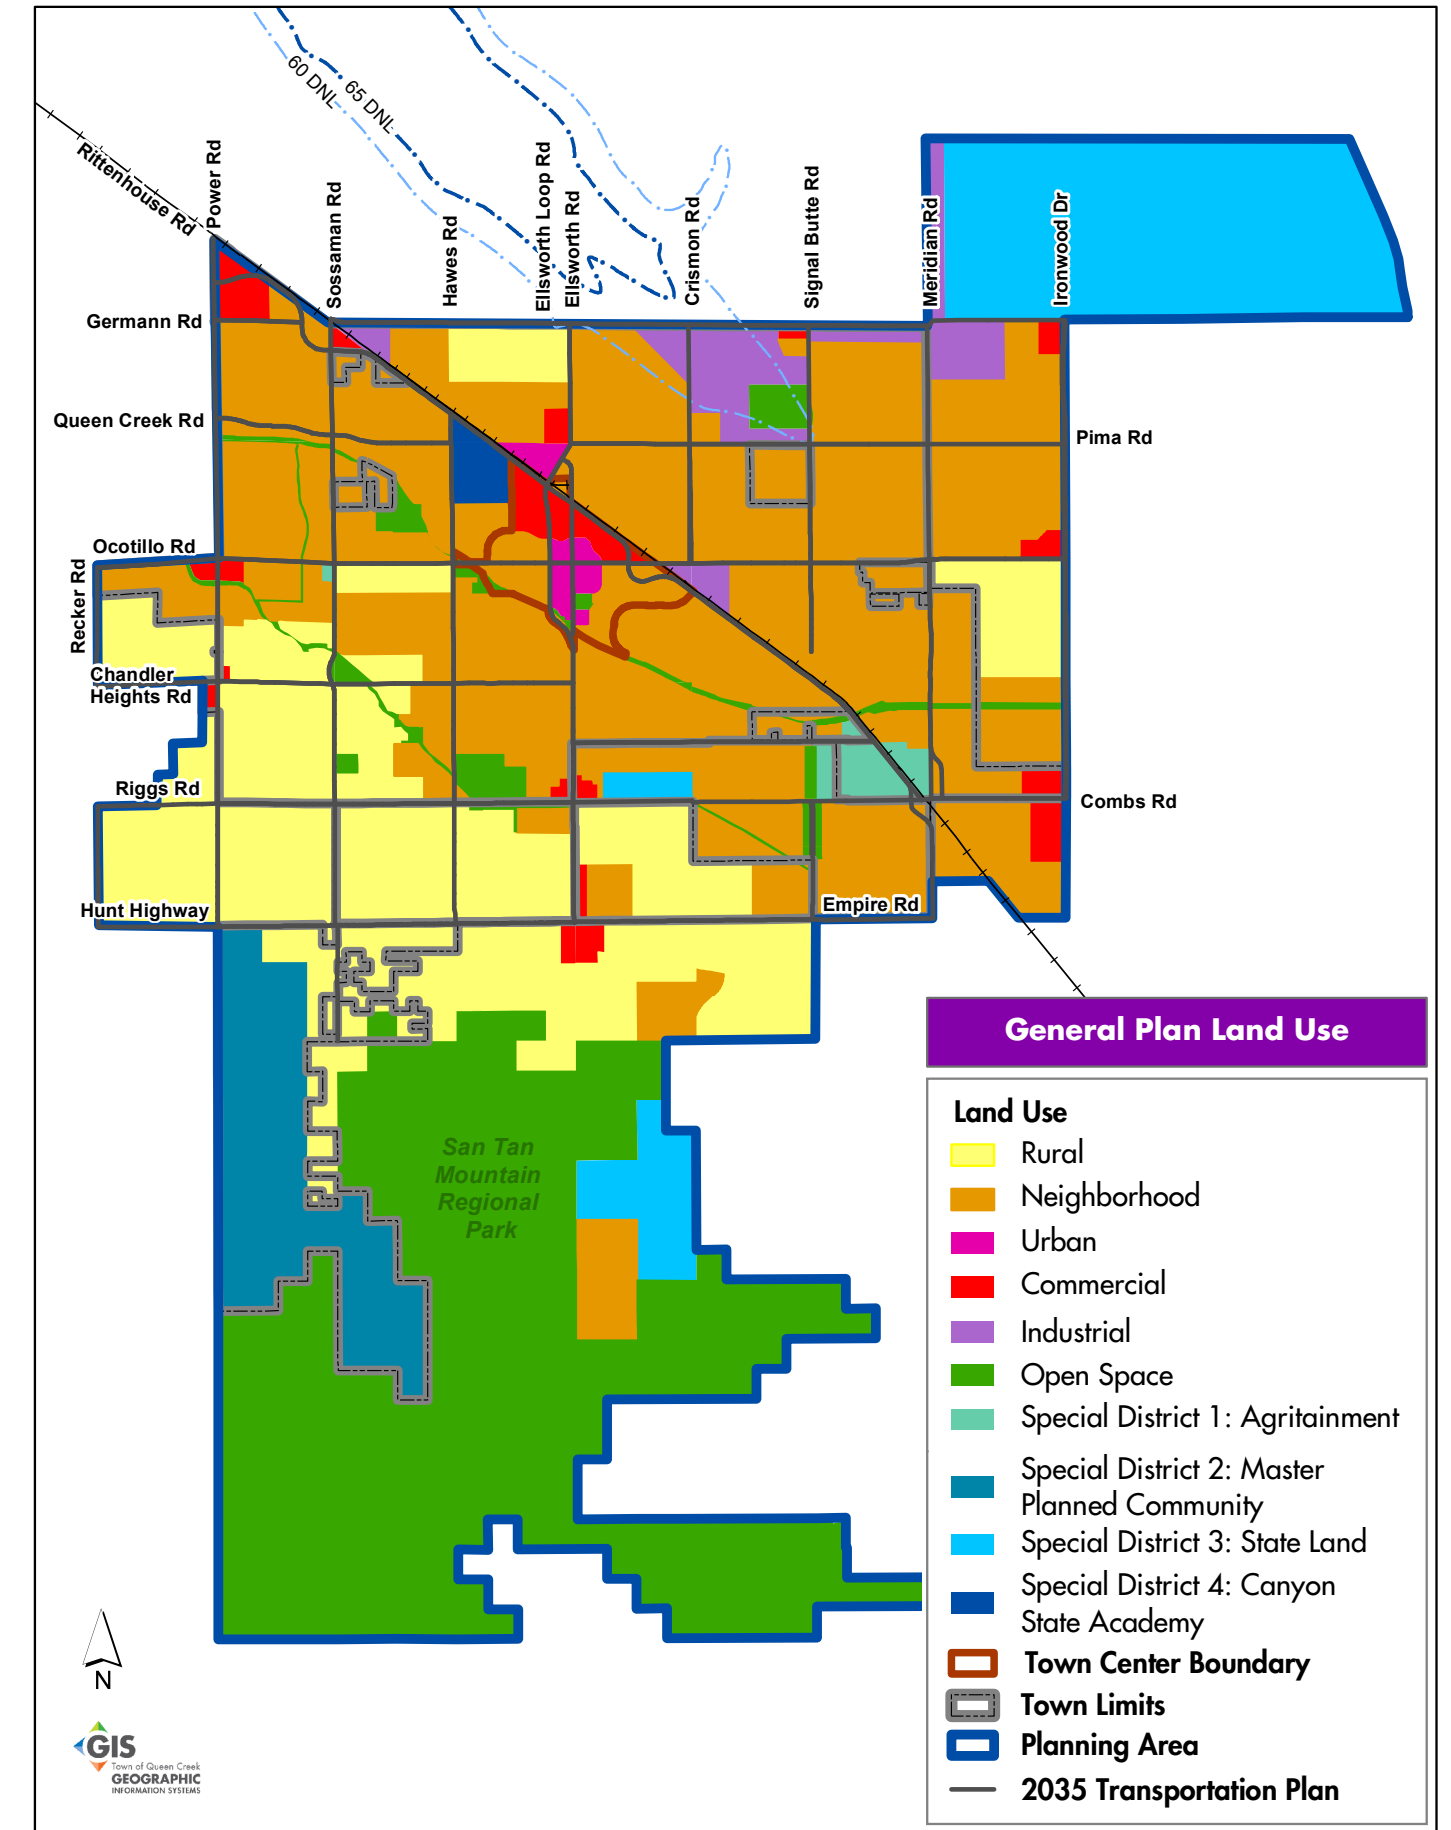 60 DNL
65 DNL
Rittenhouse Rd
Power Rd
Sossaman Rd
Hawes Rd
Ellsworth Loop Rd
Ellsworth Rd
Crismon Rd
Signal Butte Rd
Meridian Rd
Ironwood Dr
Germann Rd
Queen Creek Rd
Pima Rd
Ocotillo Rd
Recker Rd
Chandler
Heights Rd
Riggs Rd
Combs Rd
Hunt Highway
Empire Rd
San Tan
Mountain
Regional
Park
General Plan Land Use
Land Use
Rural
Neighborhood
Urban
Commercial
Industrial
Open Space
Special District 1: Agritainment
Special District 2: Master
Planned Community
Special District 3: State Land
Special District 4: Canyon
State Academy
Town Center Boundary
Town Limits
Planning Area
2035 Transportation Plan
N
GIS
Town of Queen Creek
GEOGRAPHIC
INFORMATION SYSTEMS